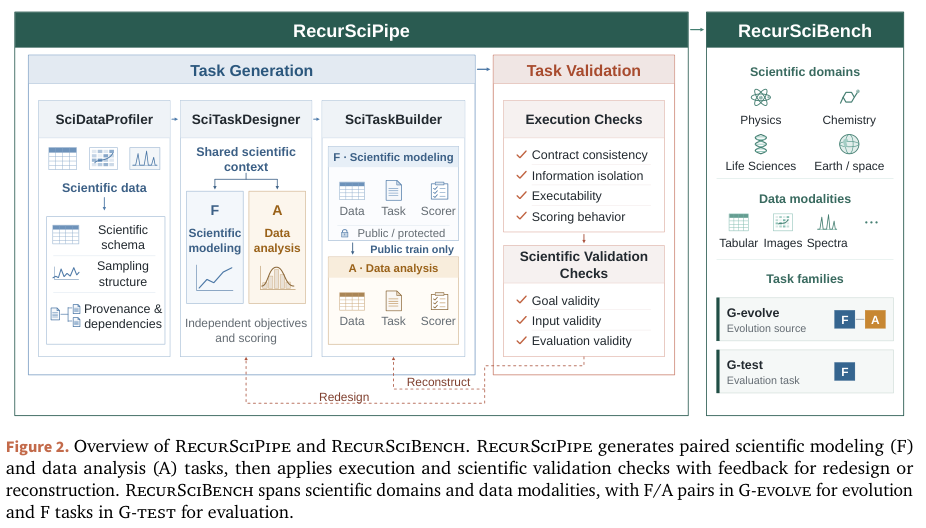 RecurSciPipe
Task Generation
SciDataProfiler
Scientific data
Scientific
schema
Sampling
structure
Provenance &
dependencies
SciTaskDesigner
Shared scientific
context
F
Scientific
modeling
A
Data
analysis
Independent objectives
and scoring
SciTaskBuilder
F · Scientific modeling
Data Task Scorer
Public / protected
Public train only
A · Data analysis
Data Task Scorer
Task Validation
Execution Checks
Contract consistency
Information isolation
Executability
Scoring behavior
Scientific Validation
Checks
Goal validity
Input validity
Evaluation validity
Reconstruct
Redesign
RecurSciBench
Scientific domains
Physics Chemistry
Life Sciences Earth / space
Data modalities
Tabular Images Spectra ...
Task families
G-evolve
Evolution source
F A
G-test
Evaluation task
F
Figure 2. Overview of RecurSciPipe and RecurSciBench. RecurSciPipe generates paired scientific modeling (F)
and data analysis (A) tasks, then applies execution and scientific validation checks with feedback for redesign or
reconstruction. RecurSciBench spans scientific domains and data modalities, with F/A pairs in G-evolve for evolution
and F tasks in G-test for evaluation.